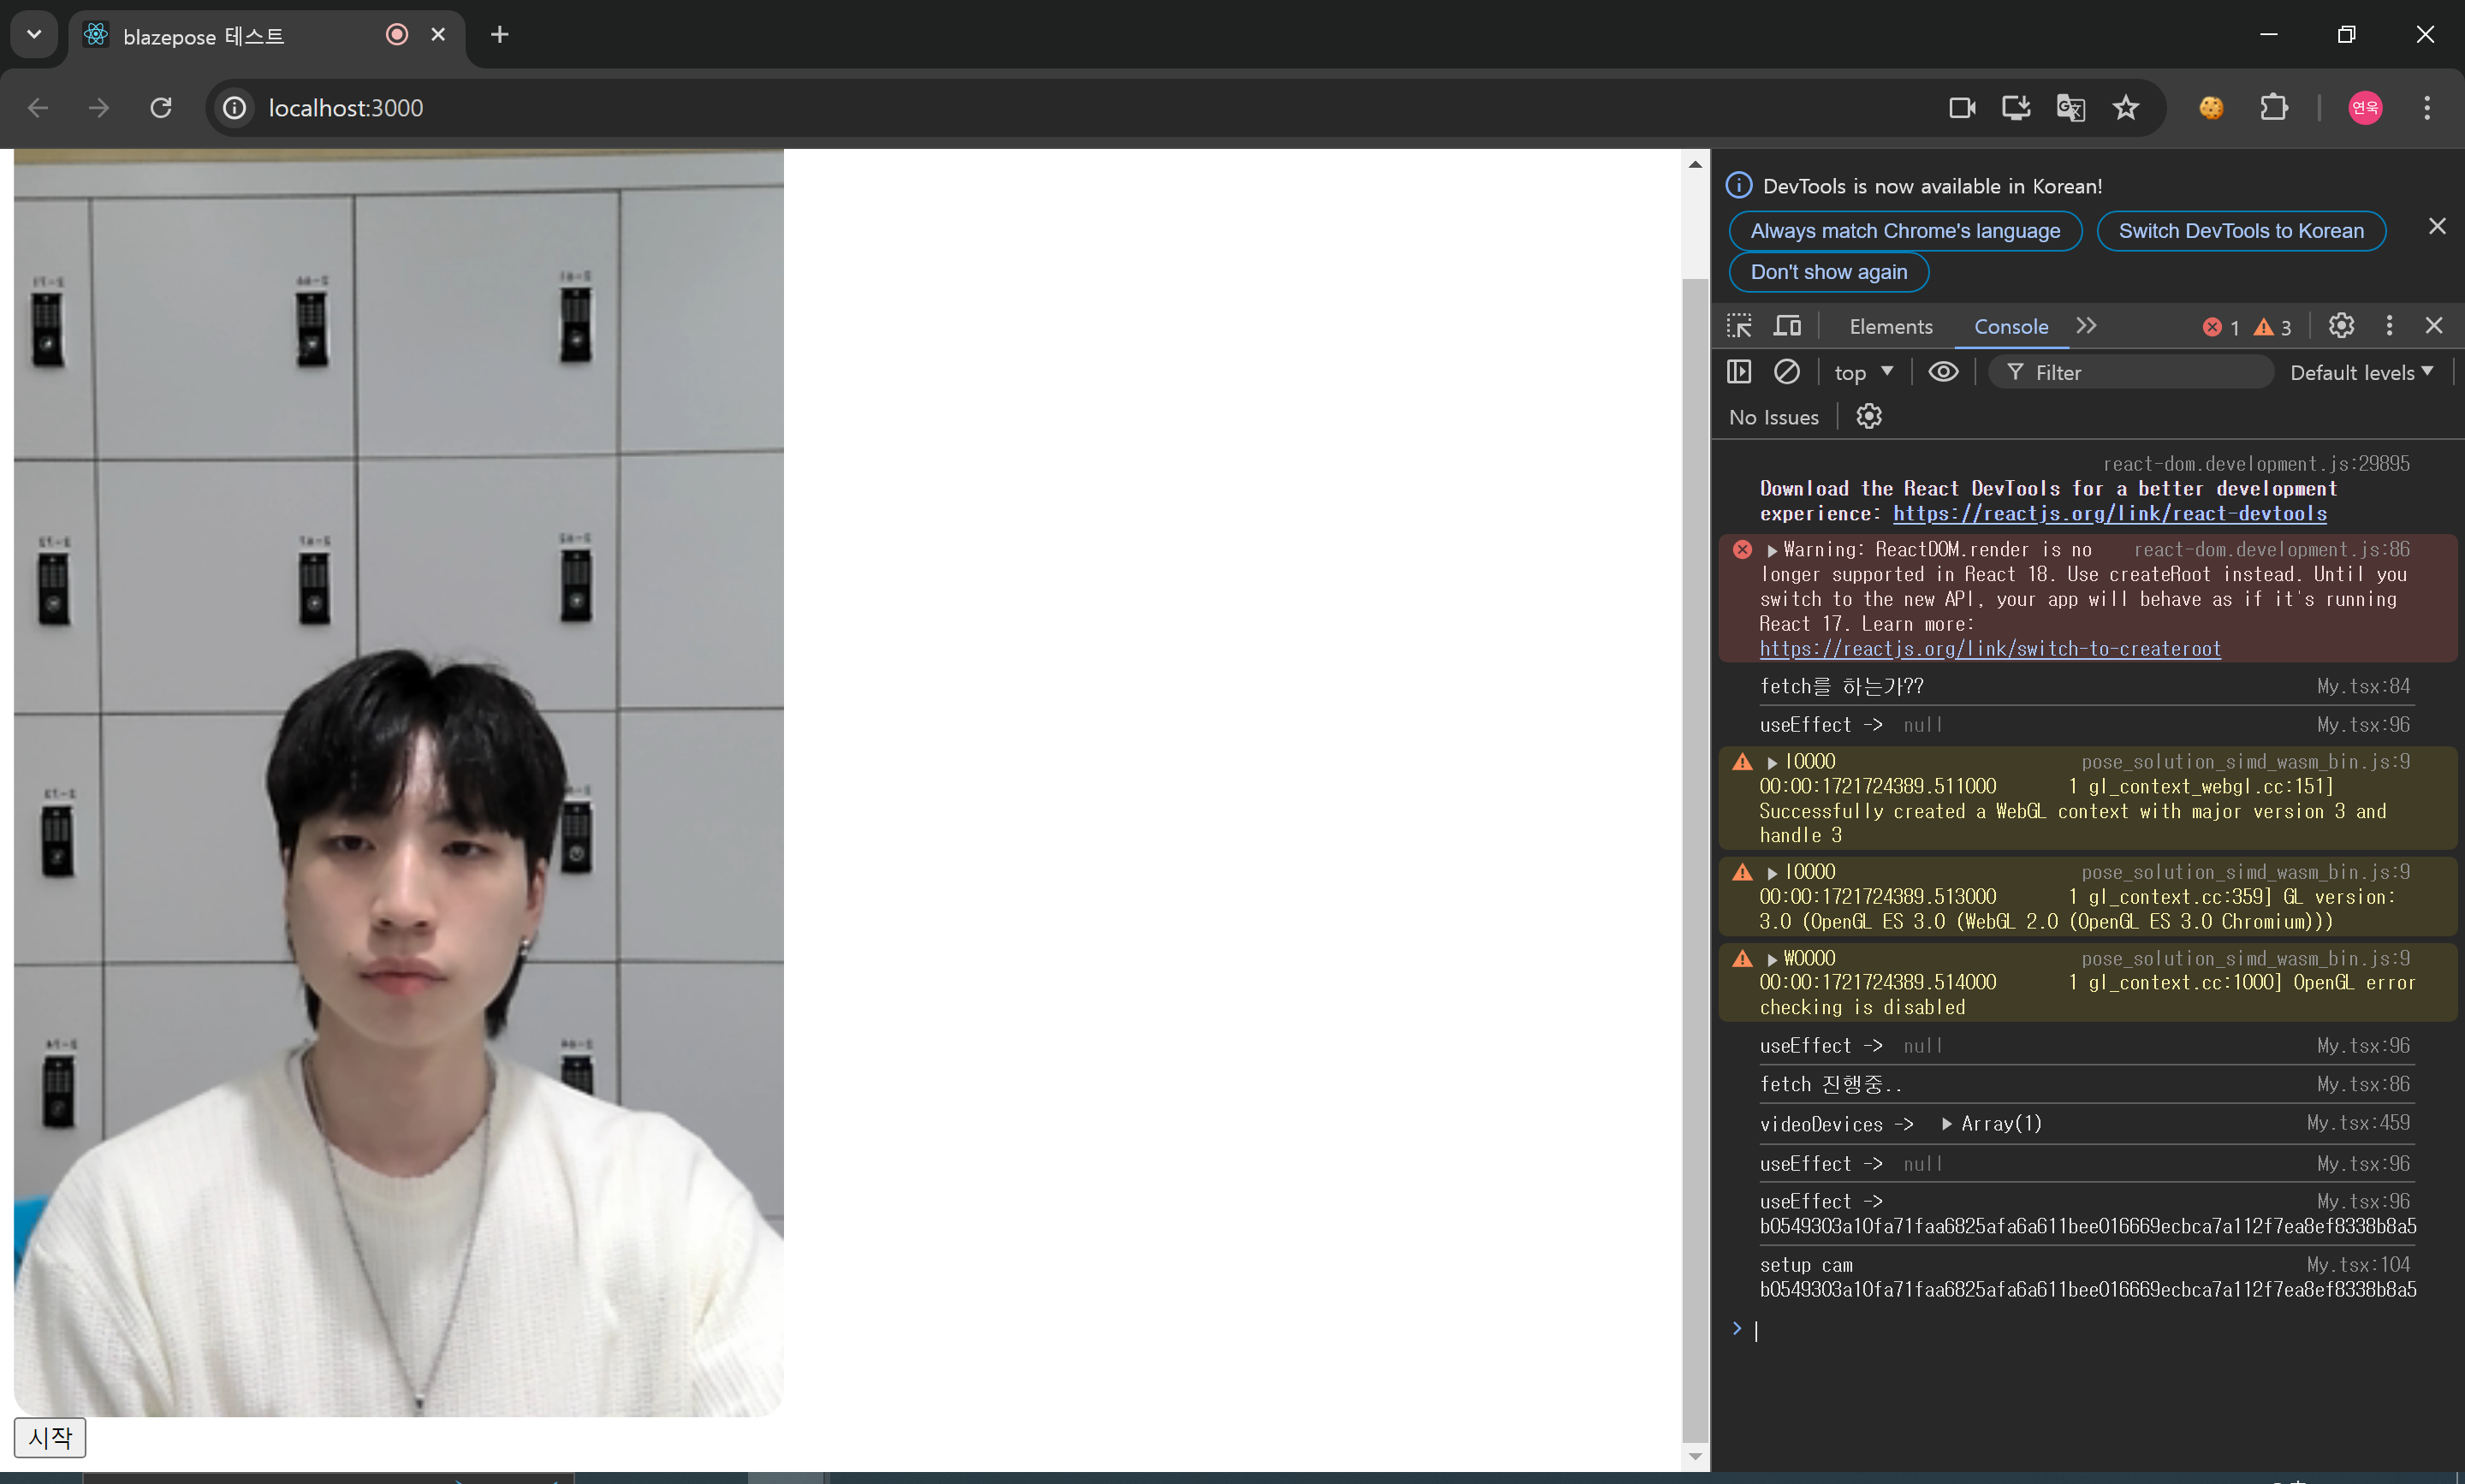 blazepose 테스트
localhost:3000
연욱
DevTools is now available in Korean!
Always match Chrome's language
Switch DevTools to Korean
Don't show again
Elements
Console
1
3
top
Filter
Default levels
No Issues
react-dom.development.js:29895
Download the React DevTools for a better development
experience: https://reactjs.org/link/react-devtools
Warning: ReactDOM.render is no react-dom.development.js:86
longer supported in React 18. Use createRoot instead. Until you
switch to the new API, your app will behave as if it's running
React 17. Learn more:
https://reactjs.org/link/switch-to-createroot
fetch를 하는가?? My.tsx:84
useEffect -> null My.tsx:96
I0000 pose_solution_simd_wasm_bin.js:9
00:00:1721724389.511000 1 gl_context_webgl.cc:151]
Successfully created a WebGL context with major version 3 and
handle 3
I0000 pose_solution_simd_wasm_bin.js:9
00:00:1721724389.513000 1 gl_context.cc:359] GL version:
3.0 (OpenGL ES 3.0 (WebGL 2.0 (OpenGL ES 3.0 Chromium)))
W0000 pose_solution_simd_wasm_bin.js:9
00:00:1721724389.514000 1 gl_context.cc:1000] OpenGL error
checking is disabled
useEffect -> null My.tsx:96
fetch 진행중.. My.tsx:86
videoDevices -> Array(1) My.tsx:459
useEffect -> null My.tsx:96
useEffect -> My.tsx:96
b0549303a10fa71faa6825afa6a611bee016669ecbca7a112f7ea8ef8338b8a5
setup cam My.tsx:104
b0549303a10fa71faa6825afa6a611bee016669ecbca7a112f7ea8ef8338b8a5
시작